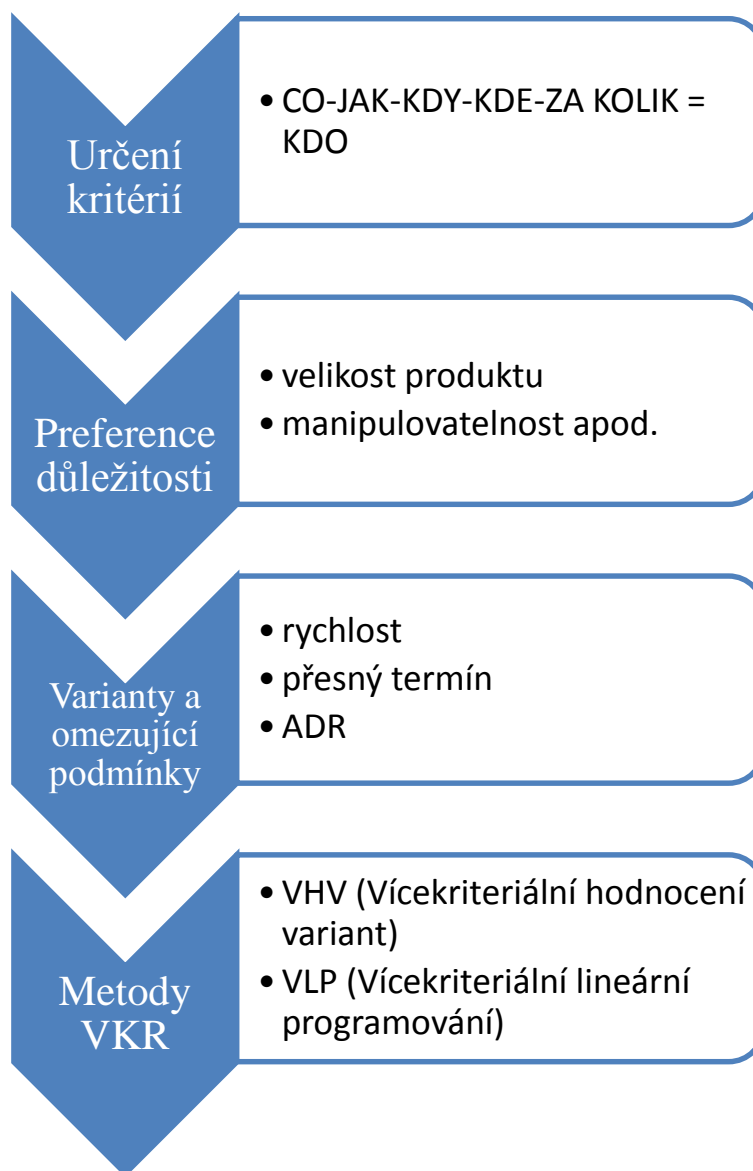 Určení
kritérií
• CO-JAK-KDY-KDE-ZA KOLIK =
KDO
Preference
důležitosti
• velikost produktu
• manipulovatelnost apod.
Varianty a
omezující
podmínky
• rychlost
• přesný termín
• ADR
Metody
VKR
• VHV (Vícekriteriální hodnocení
variant)
• VLP (Vícekriteriální lineární
programování)